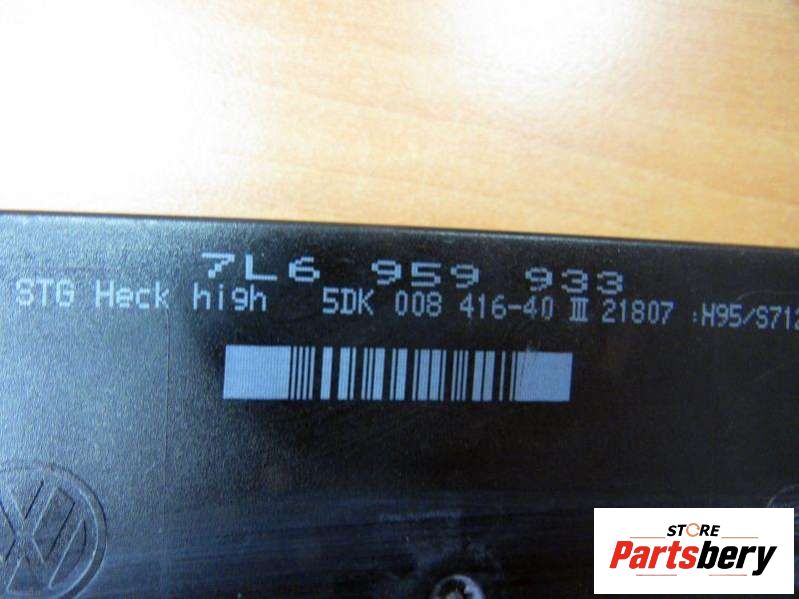 7L6 959 933
STG Heck high 5DK 008 416-40 III 21807 :H95/S712
STORE
Partsbery